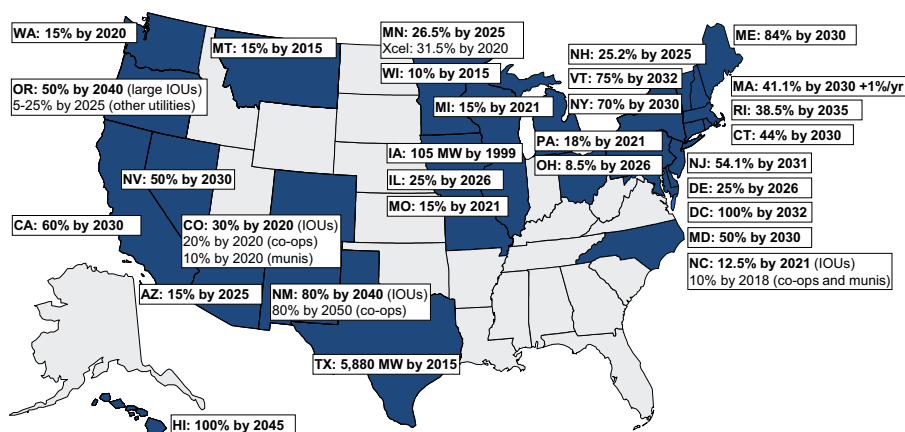 WA: 15% by 2020
MT: 15% by 2015
MN: 26.5% by 2025
Xcel: 31.5% by 2020
WI: 10% by 2015
NH: 25.2% by 2025
VT: 75% by 2032
ME: 84% by 2030
OR: 50% by 2040 (large IOUs)
5-25% by 2025 (other utilities)
MI: 15% by 2021
NY: 70% by 2030
MA: 41.1% by 2030 +1%/yr
RI: 38.5% by 2035
CT: 44% by 2030
PA: 18% by 2021
OH: 8.5% by 2026
IA: 105 MW by 1999
NJ: 54.1% by 2031
NV: 50% by 2030
IL: 25% by 2026
DE: 25% by 2026
MO: 15% by 2021
DC: 100% by 2032
CA: 60% by 2030
CO: 30% by 2020 (IOUs)
20% by 2020 (co-ops)
10% by 2020 (munis)
MD: 50% by 2030
NC: 12.5% by 2021 (IOUs)
10% by 2018 (co-ops and munis)
AZ: 15% by 2025
NM: 80% by 2040 (IOUs)
80% by 2050 (co-ops)
TX: 5,880 MW by 2015
HI: 100% by 2045